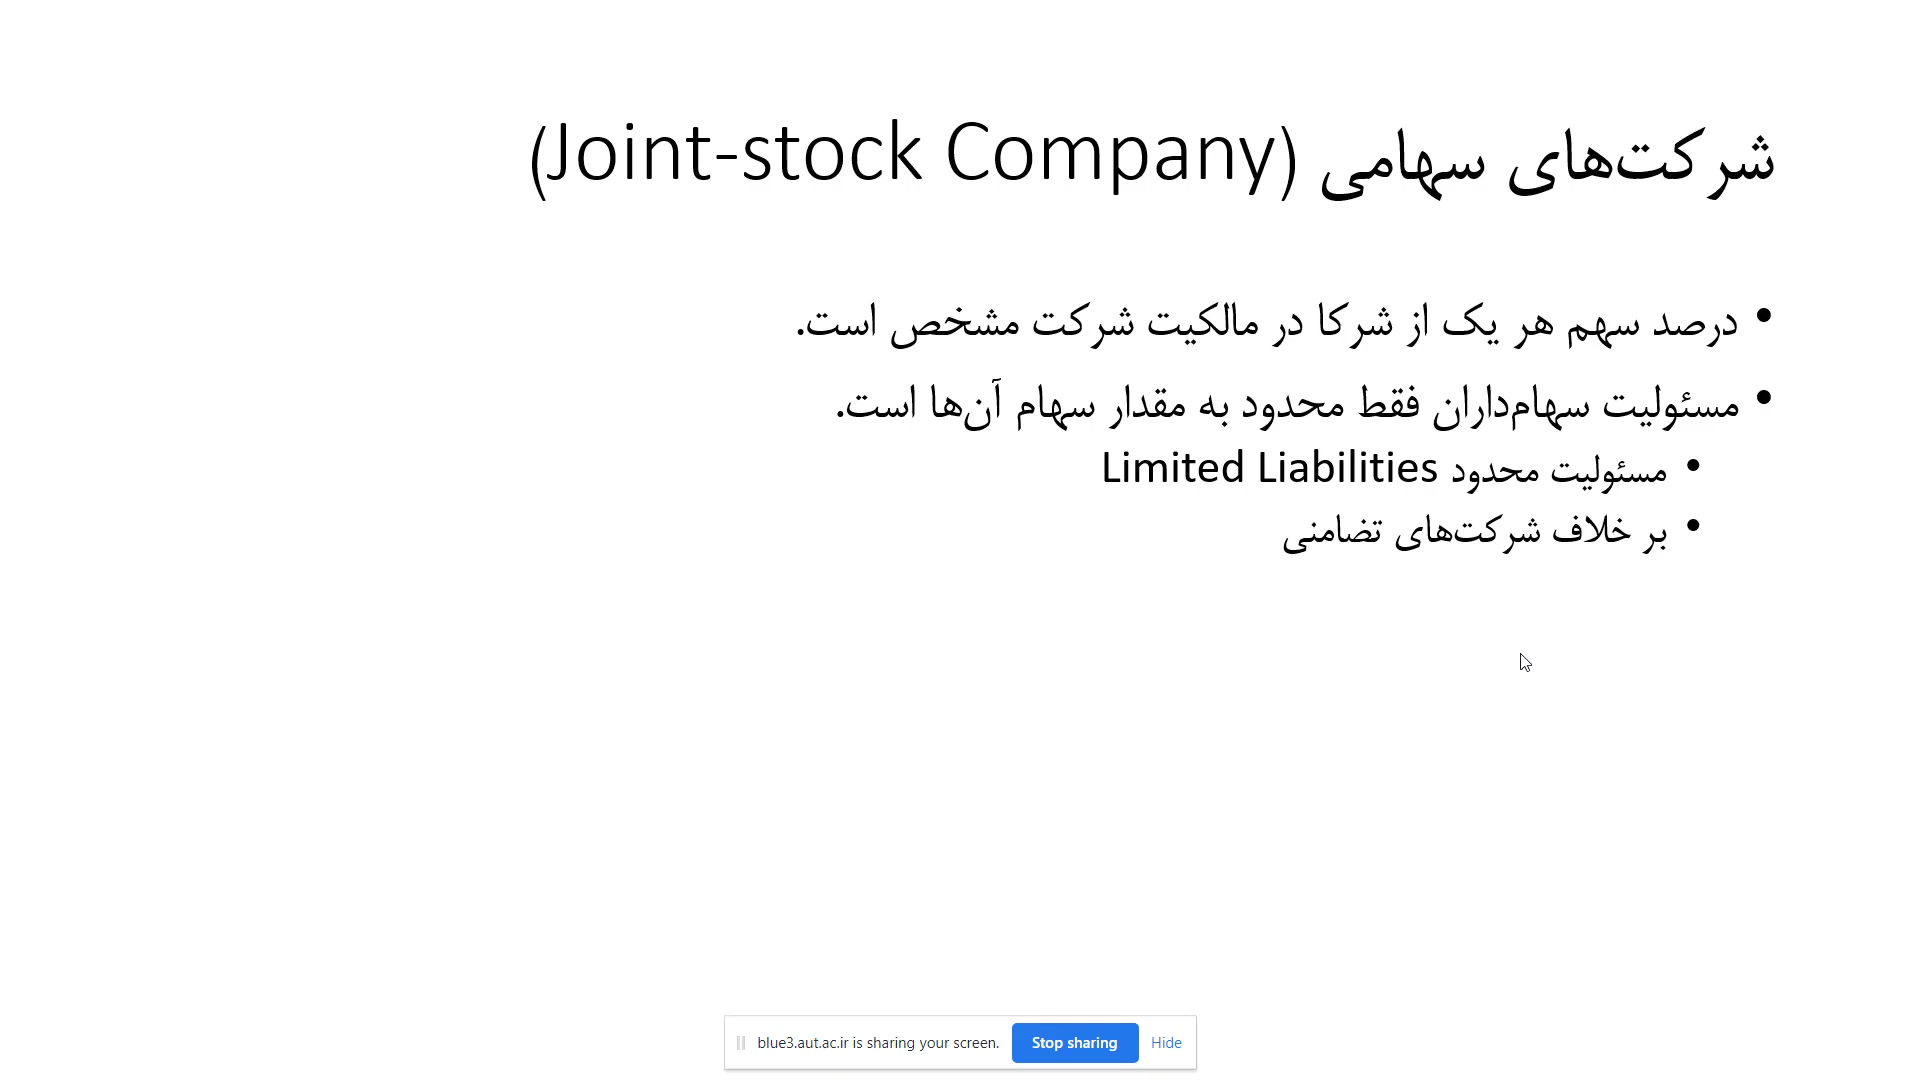 شرکت‌های سهامی (Joint-stock Company)
• درصد سهم هر یک از شرکا در مالکیت شرکت مشخص است.
• مسئولیت سهام‌داران فقط محدود به مقدار سهام آن‌ها است.
• مسئولیت محدود Limited Liabilities
• بر خلاف شرکت‌های تضامنی
blue3.aut.ac.ir is sharing your screen. Stop sharing Hide